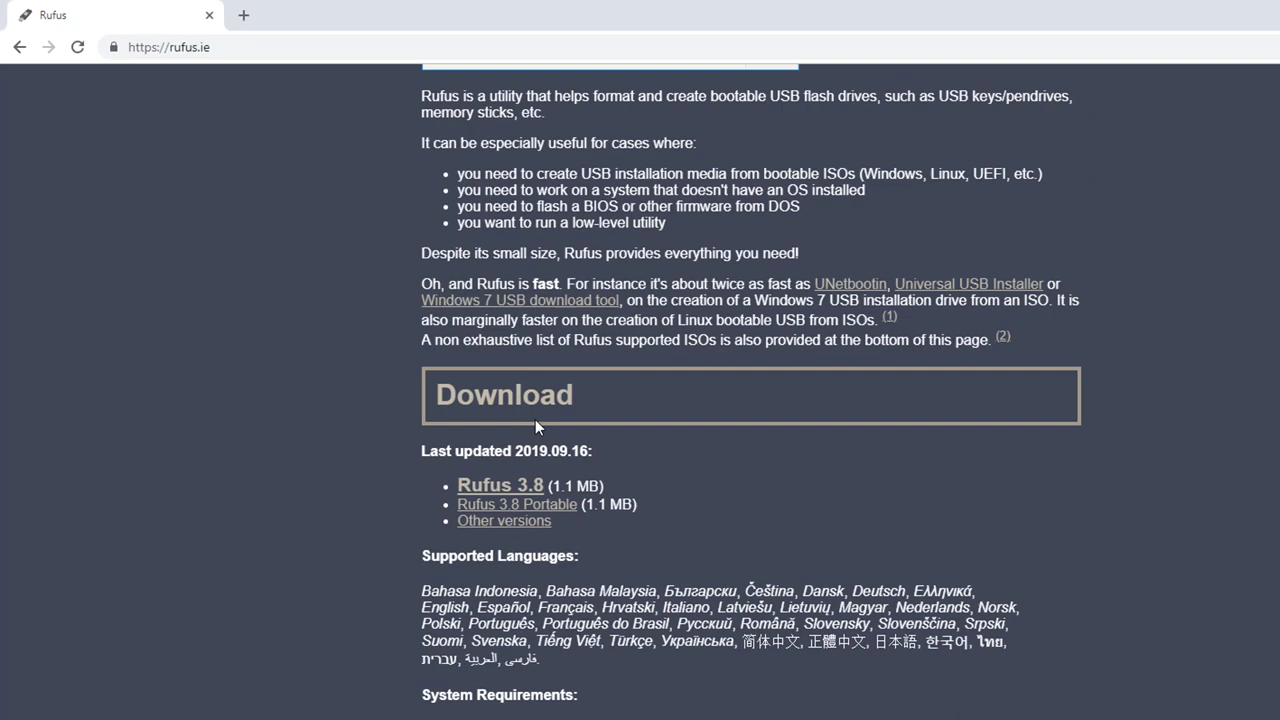 Rufus
https://rufus.ie
Rufus is a utility that helps format and create bootable USB flash drives, such as USB keys/pendrives,
memory sticks, etc.
It can be especially useful for cases where:
• you need to create USB installation media from bootable ISOs (Windows, Linux, UEFI, etc.)
• you need to work on a system that doesn't have an OS installed
• you need to flash a BIOS or other firmware from DOS
• you want to run a low-level utility
Despite its small size, Rufus provides everything you need!
Oh, and Rufus is fast. For instance it's about twice as fast as UNetbootin, Universal USB Installer or
Windows 7 USB download tool, on the creation of a Windows 7 USB installation drive from an ISO. It is
also marginally faster on the creation of Linux bootable USB from ISOs. (1)
A non exhaustive list of Rufus supported ISOs is also provided at the bottom of this page. (2)
Download
Last updated 2019.09.16:
• Rufus 3.8 (1.1 MB)
• Rufus 3.8 Portable (1.1 MB)
• Other versions
Supported Languages:
Bahasa Indonesia, Bahasa Malaysia, Български, Čeština, Dansk, Deutsch, Ελληνικά,
English, Español, Français, Hrvatski, Italiano, Latviešu, Lietuvių, Magyar, Nederlands, Norsk,
Polski, Português, Português do Brasil, Русский, Română, Slovensky, Slovenščina, Srpski,
Suomi, Svenska, Tiếng Việt, Türkçe, Українська, 简体中文, 正體中文, 日本語, 한국어, ไทย,
עברית, العربية, فارسی.
System Requirements: